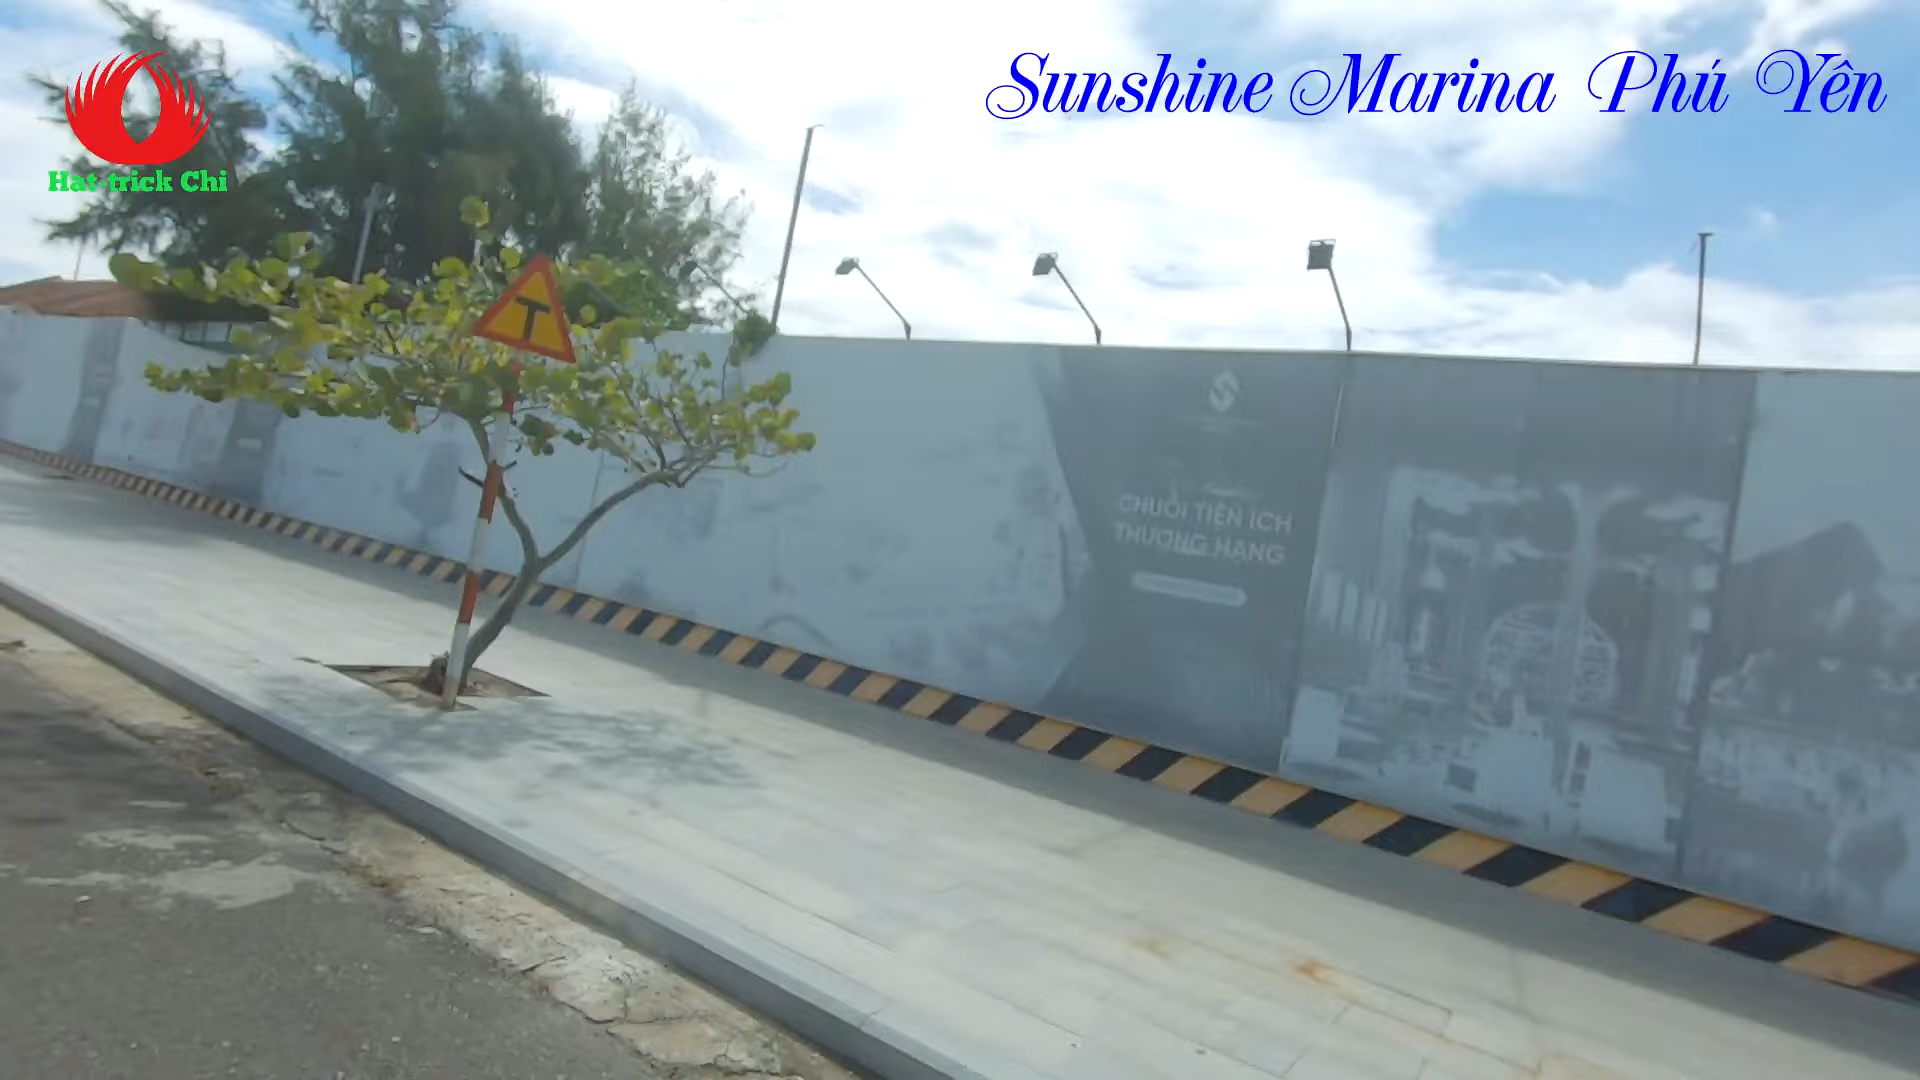 Sunshine Marina Phú Yên
Hat-trick Chi
CHUỖI TIỆN ÍCH
THƯỢNG HẠNG